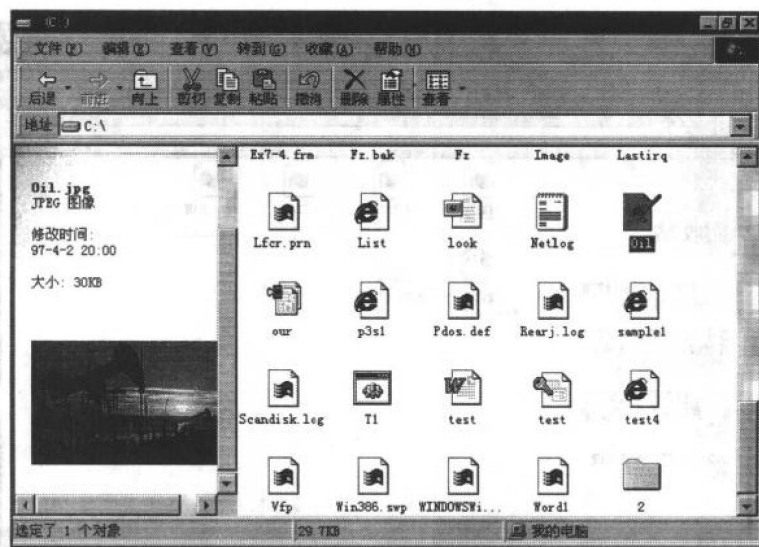 (C:)
文件(F) 编辑(E) 查看(V) 转到(G) 收藏(A) 帮助(H)
后退 前进 向上 剪切 复制 粘贴 撤消 删除 属性 查看
地址 C:\
Oil.jpg
JPEG 图像
修改时间:
97-4-2 20:00
大小: 30KB
Ex7-4.frm Fz.bak Fz Image Lastirq
Lfcr.prn List look Netlog Oil
our p3s1 Pdos.def Rearj.log sample1
Scandisk.log T1 test test test4
Vfp Win386.swp WINDOWSWi... Word1 2
选定了 1 个对象 29.7KB 我的电脑